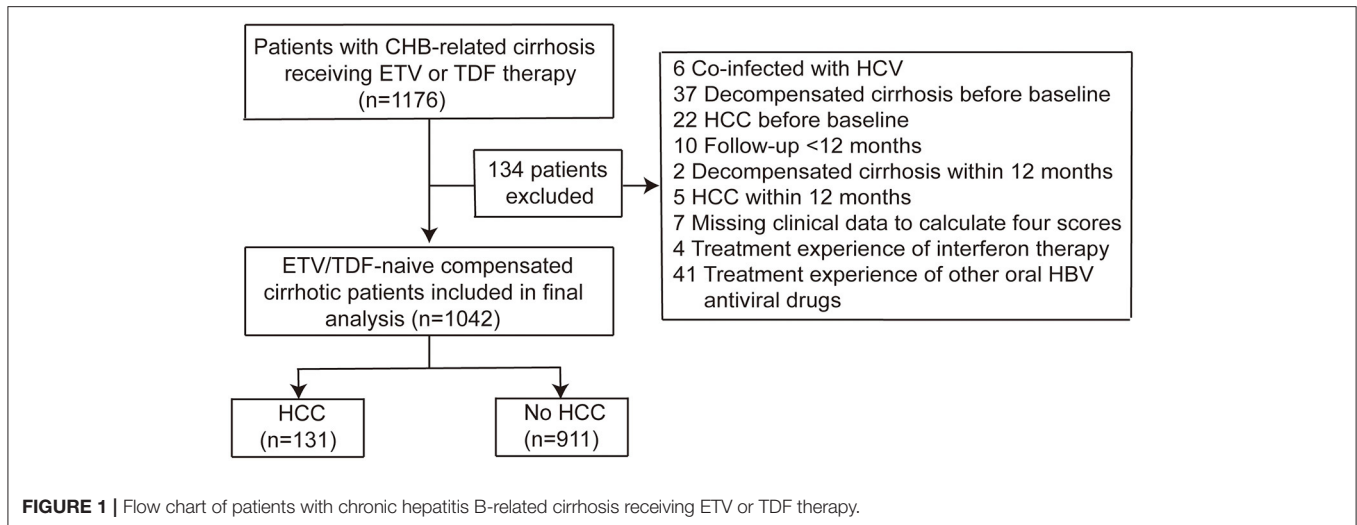 Patients with CHB-related cirrhosis
receiving ETV or TDF therapy
(n=1176)
134 patients
excluded
6 Co-infected with HCV
37 Decompensated cirrhosis before baseline
22 HCC before baseline
10 Follow-up <12 months
2 Decompensated cirrhosis within 12 months
5 HCC within 12 months
7 Missing clinical data to calculate four scores
4 Treatment experience of interferon therapy
41 Treatment experience of other oral HBV
antiviral drugs
ETV/TDF-naive compensated
cirrhotic patients included in final
analysis (n=1042)
HCC
(n=131)
No HCC
(n=911)
FIGURE 1 | Flow chart of patients with chronic hepatitis B-related cirrhosis receiving ETV or TDF therapy.